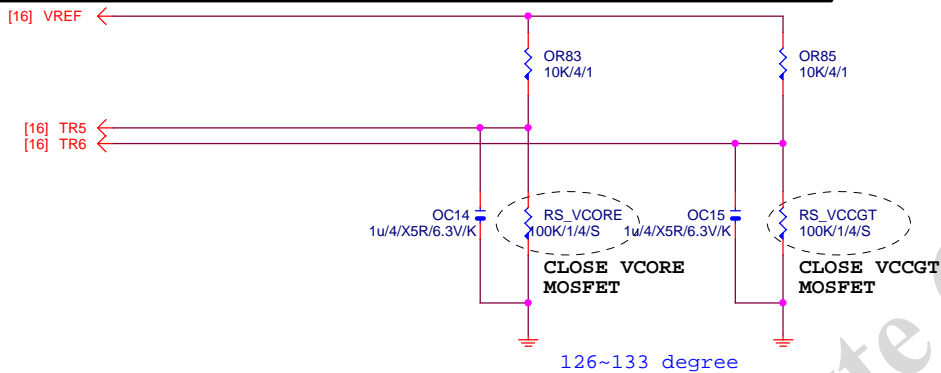 [16] VREF
OR83
10K/4/1
OR85
10K/4/1
[16] TR5
[16] TR6
OC14
1u/4/X5R/6.3V/K
RS_VCORE
100K/1/4/S
OC15
1u/4/X5R/6.3V/K
RS_VCCGT
100K/1/4/S
CLOSE VCORE
MOSFET
CLOSE VCCGT
MOSFET
126~133 degree